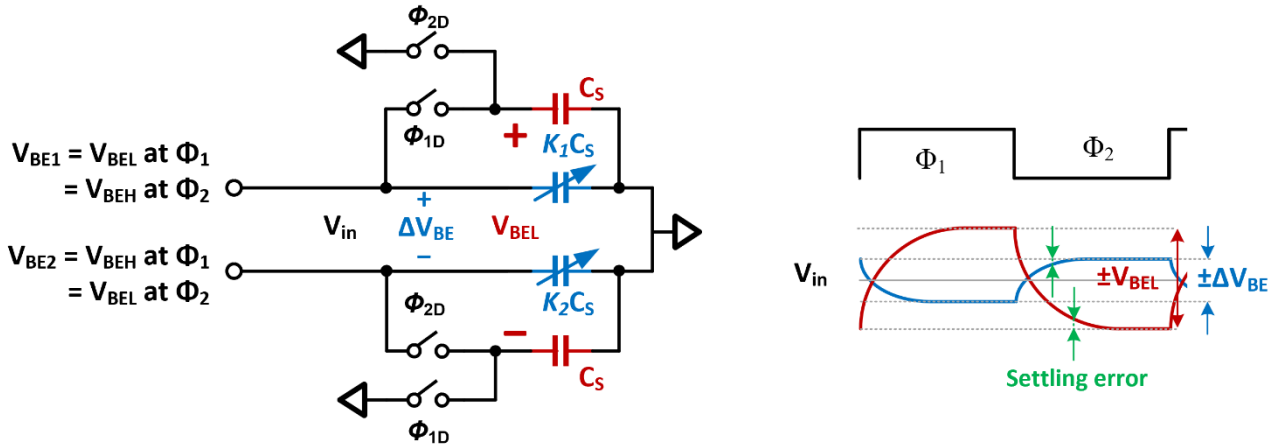 Φ2D
CS
Φ1D
K1CS
VBE1 = VBEL at Φ1
= VBEH at Φ2
+
+
Vin
ΔVBE
VBEL
VBE2 = VBEH at Φ1
= VBEL at Φ2
−
K2CS
Φ2D
−
CS
Φ1D
Φ1
Φ2
Vin
±VBEL
±ΔVBE
Settling error